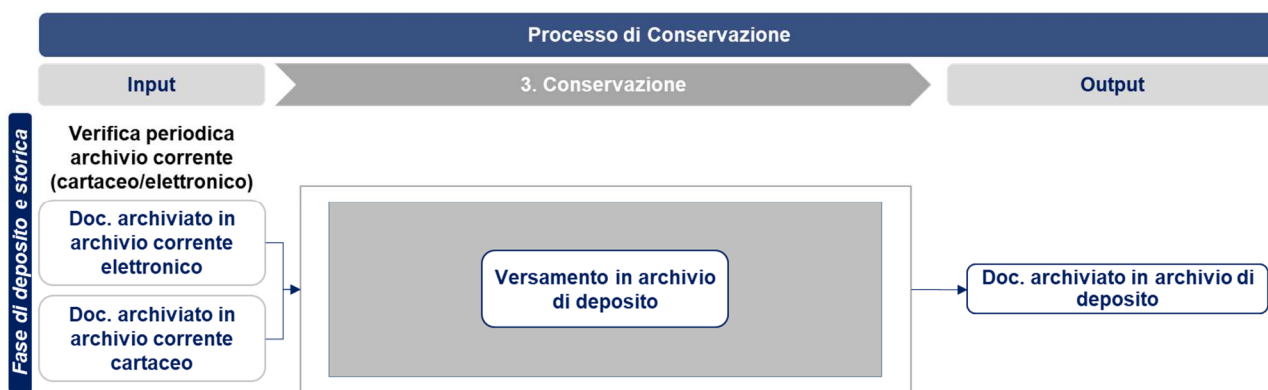 Processo di Conservazione
Input
3. Conservazione
Output
Fase di deposito e storica
Verifica periodica
archivio corrente
(cartaceo/elettronico)
Doc. archiviato in
archivio corrente
elettronico
Doc. archiviato in
archivio corrente
cartaceo
Versamento in archivio
di deposito
Doc. archiviato in archivio di
deposito